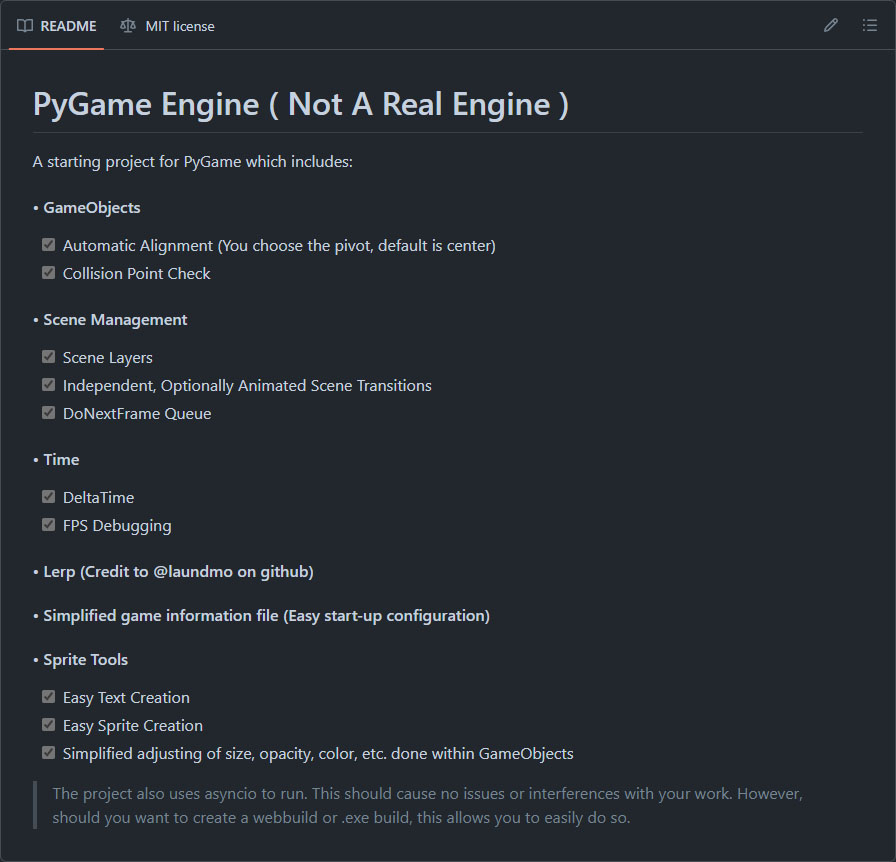 README
MIT license
PyGame Engine ( Not A Real Engine )
A starting project for PyGame which includes:
• GameObjects
Automatic Alignment (You choose the pivot, default is center)
Collision Point Check
• Scene Management
Scene Layers
Independent, Optionally Animated Scene Transitions
DoNextFrame Queue
• Time
DeltaTime
FPS Debugging
• Lerp (Credit to @laundmo on github)
• Simplified game information file (Easy start-up configuration)
• Sprite Tools
Easy Text Creation
Easy Sprite Creation
Simplified adjusting of size, opacity, color, etc. done within GameObjects
The project also uses asyncio to run. This should cause no issues or interferences with your work. However,
should you want to create a webbuild or .exe build, this allows you to easily do so.